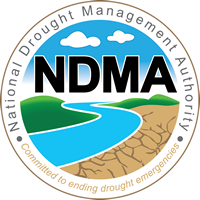 • National Drought Management Authority •
NDMA
Committed to ending drought emergencies